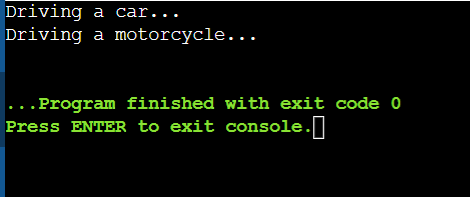 Driving a car...
Driving a motorcycle...
...Program finished with exit code 0
Press ENTER to exit console.